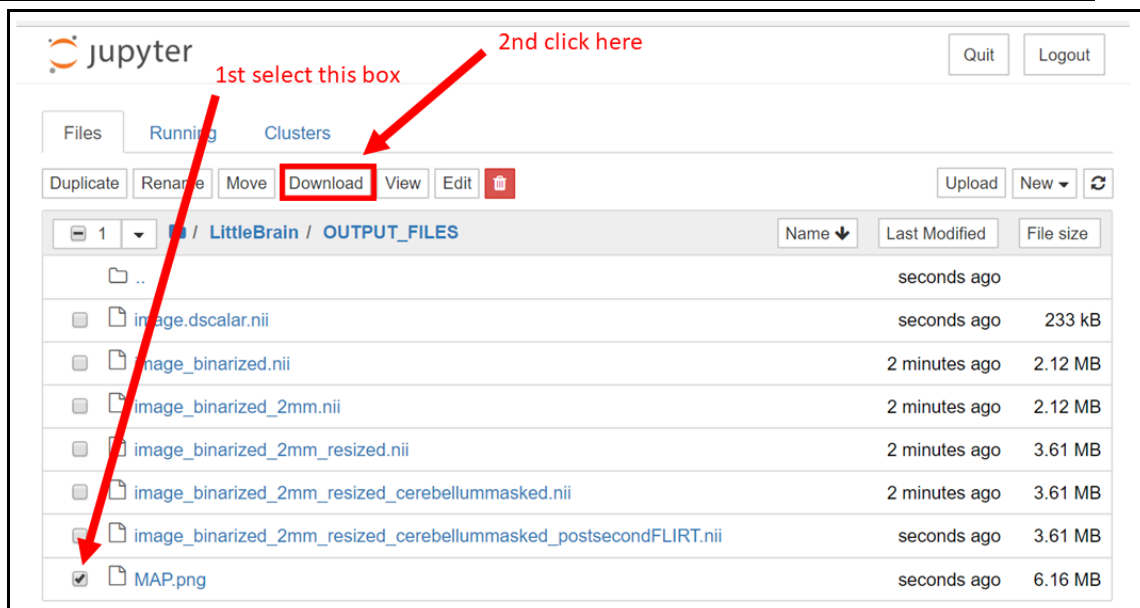 jupyter
2nd click here
Quit Logout
1st select this box
Files Running Clusters
Duplicate Rename Move Download View Edit Upload New
1 / LittleBrain / OUTPUT_FILES Name Last Modified File size
.. seconds ago
image.dscalar.nii seconds ago 233 kB
image_binarized.nii 2 minutes ago 2.12 MB
image_binarized_2mm.nii 2 minutes ago 2.12 MB
image_binarized_2mm_resized.nii 2 minutes ago 3.61 MB
image_binarized_2mm_resized_cerebellummasked.nii 2 minutes ago 3.61 MB
image_binarized_2mm_resized_cerebellummasked_postsecondFLIRT.nii seconds ago 3.61 MB
MAP.png seconds ago 6.16 MB